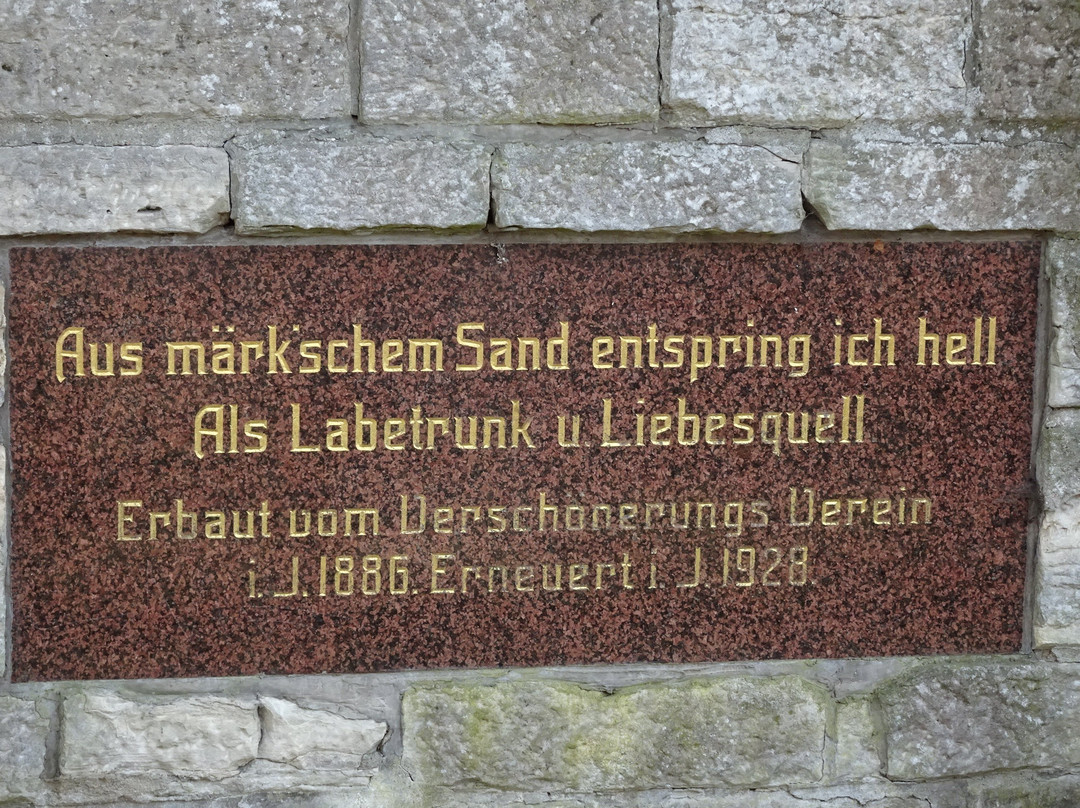 Aus märk'schem Sand entspring ich hell
Als Labetrunk u. Liebesquell
Erbaut vom Verschönerungs Verein
i. J. 1886. Erneuert i. J. 1928.